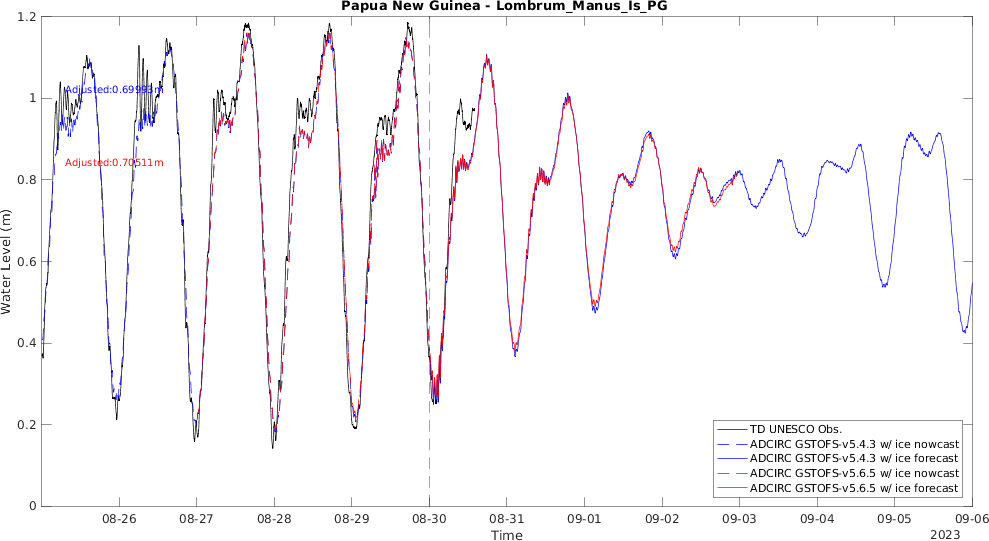 Papua New Guinea - Lombrum_Manus_Is_PG
1.2
1
0.8
0.6
0.4
0.2
0
Water Level (m)
Adjusted:0.69993m
Adjusted:0.70511m
TD UNESCO Obs.
ADCIRC GSTOFS-v5.4.3 w/ ice nowcast
ADCIRC GSTOFS-v5.4.3 w/ ice forecast
ADCIRC GSTOFS-v5.6.5 w/ ice nowcast
ADCIRC GSTOFS-v5.6.5 w/ ice forecast
08-26 08-27 08-28 08-29 08-30 08-31 09-01 09-02 09-03 09-04 09-05 09-06
Time
2023